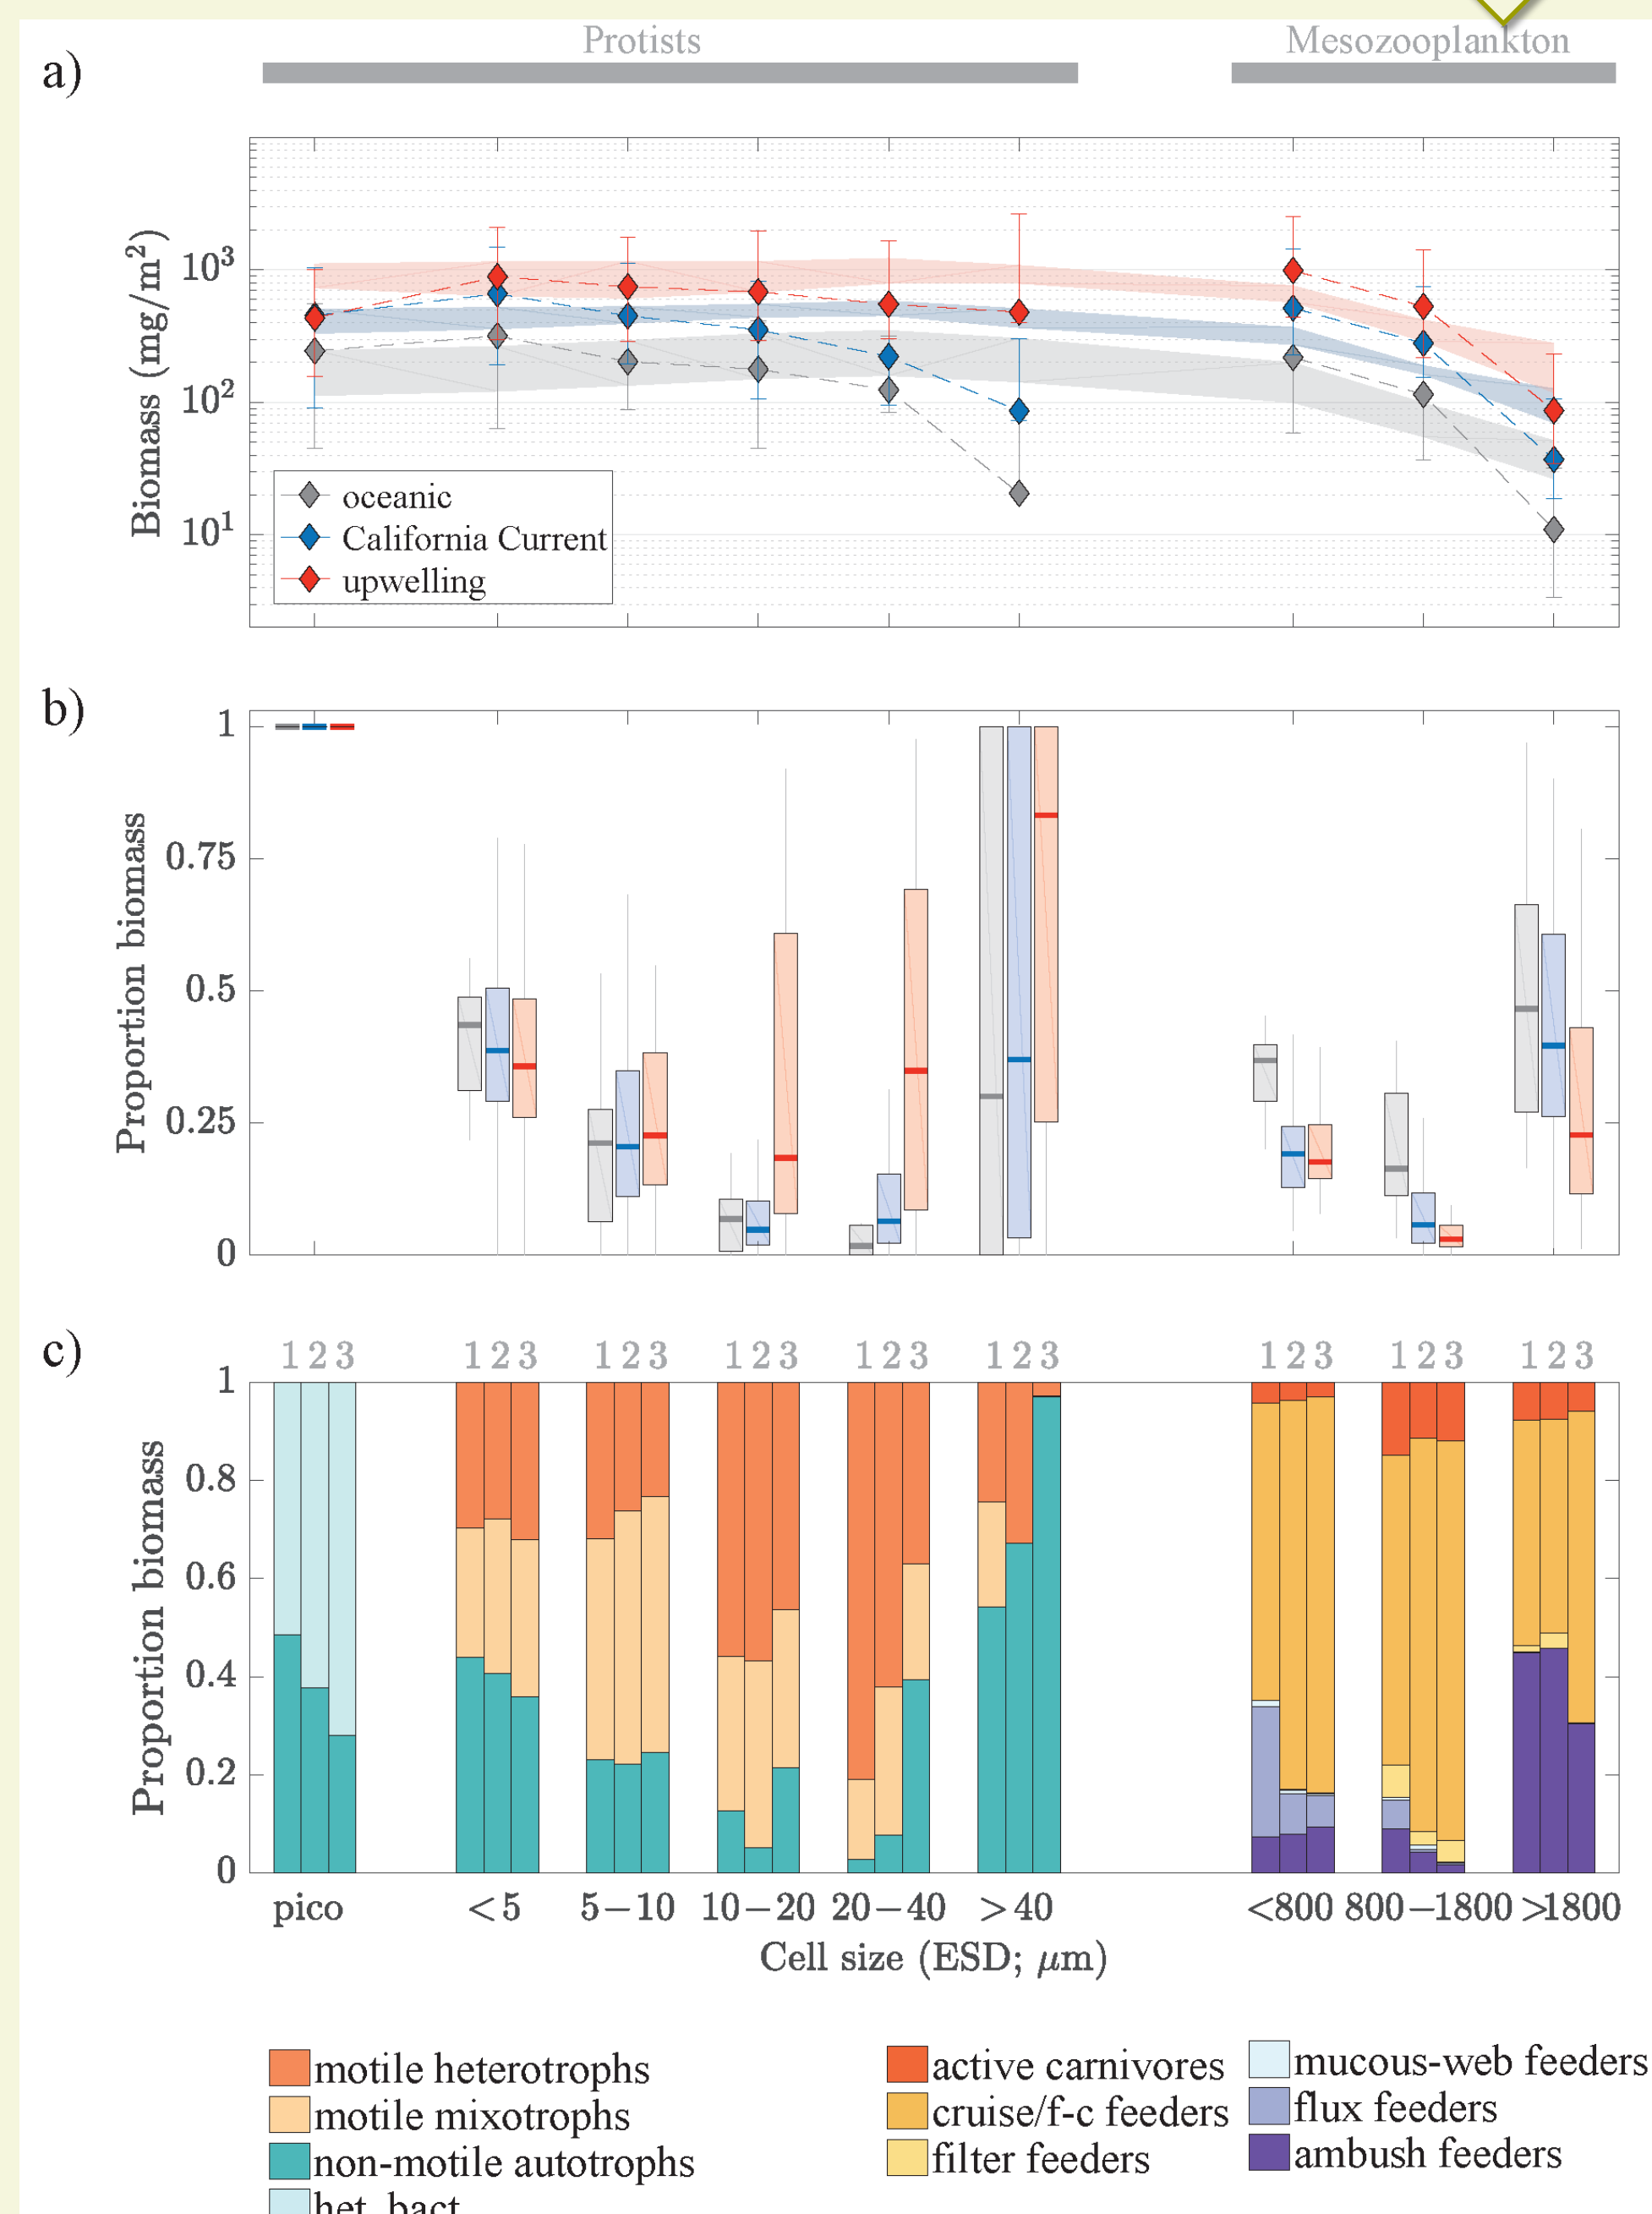 Protists
Mesozooplankton
a)
Biomass (mg/m²)
10³
10²
10¹
oceanic
California Current
upwelling
b)
Proportion biomass
1
0.75
0.5
0.25
0
c)
1 2 3 1 2 3 1 2 3 1 2 3 1 2 3 1 2 3 1 2 3 1 2 3 1 2 3
Proportion biomass
1
0.8
0.6
0.4
0.2
0
pico <5 5−10 10−20 20−40 >40 <800 800−1800 >1800
Cell size (ESD; μm)
motile heterotrophs
motile mixotrophs
non-motile autotrophs
het. bact
active carnivores
cruise/f-c feeders
filter feeders
mucous-web feeders
flux feeders
ambush feeders